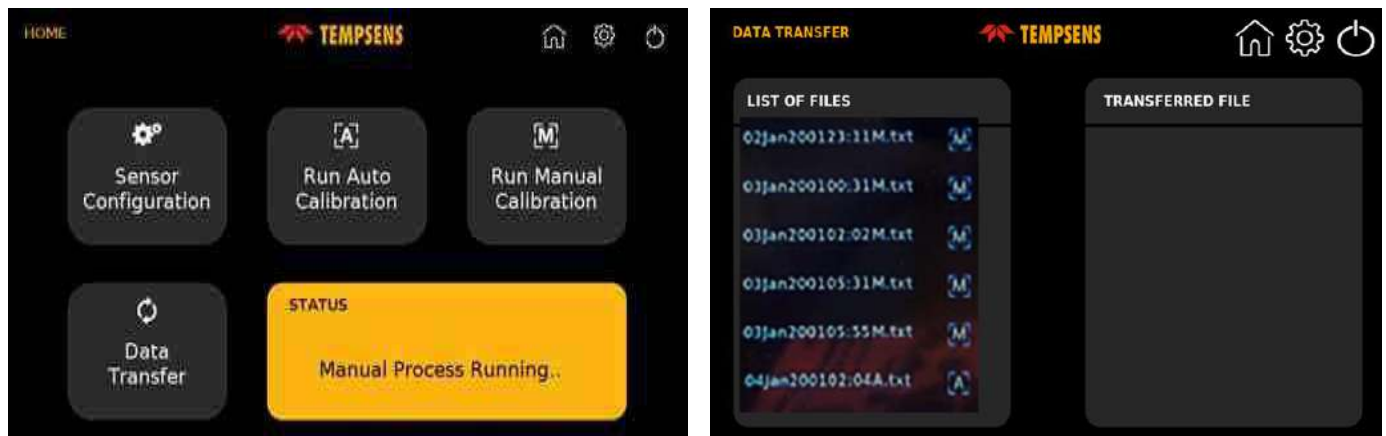 HOME
TEMPSENS
Sensor
Configuration
[A]
Run Auto
Calibration
[M]
Run Manual
Calibration
Data
Transfer
STATUS
Manual Process Running..
DATA TRANSFER
TEMPSENS
LIST OF FILES
02Jan200123:11M.txt [M]
03Jan200100:31M.txt [M]
03Jan200102:02M.txt [M]
03Jan200105:31M.txt [M]
03Jan200105:55M.txt [M]
04Jan200102:04A.txt [A]
TRANSFERRED FILE